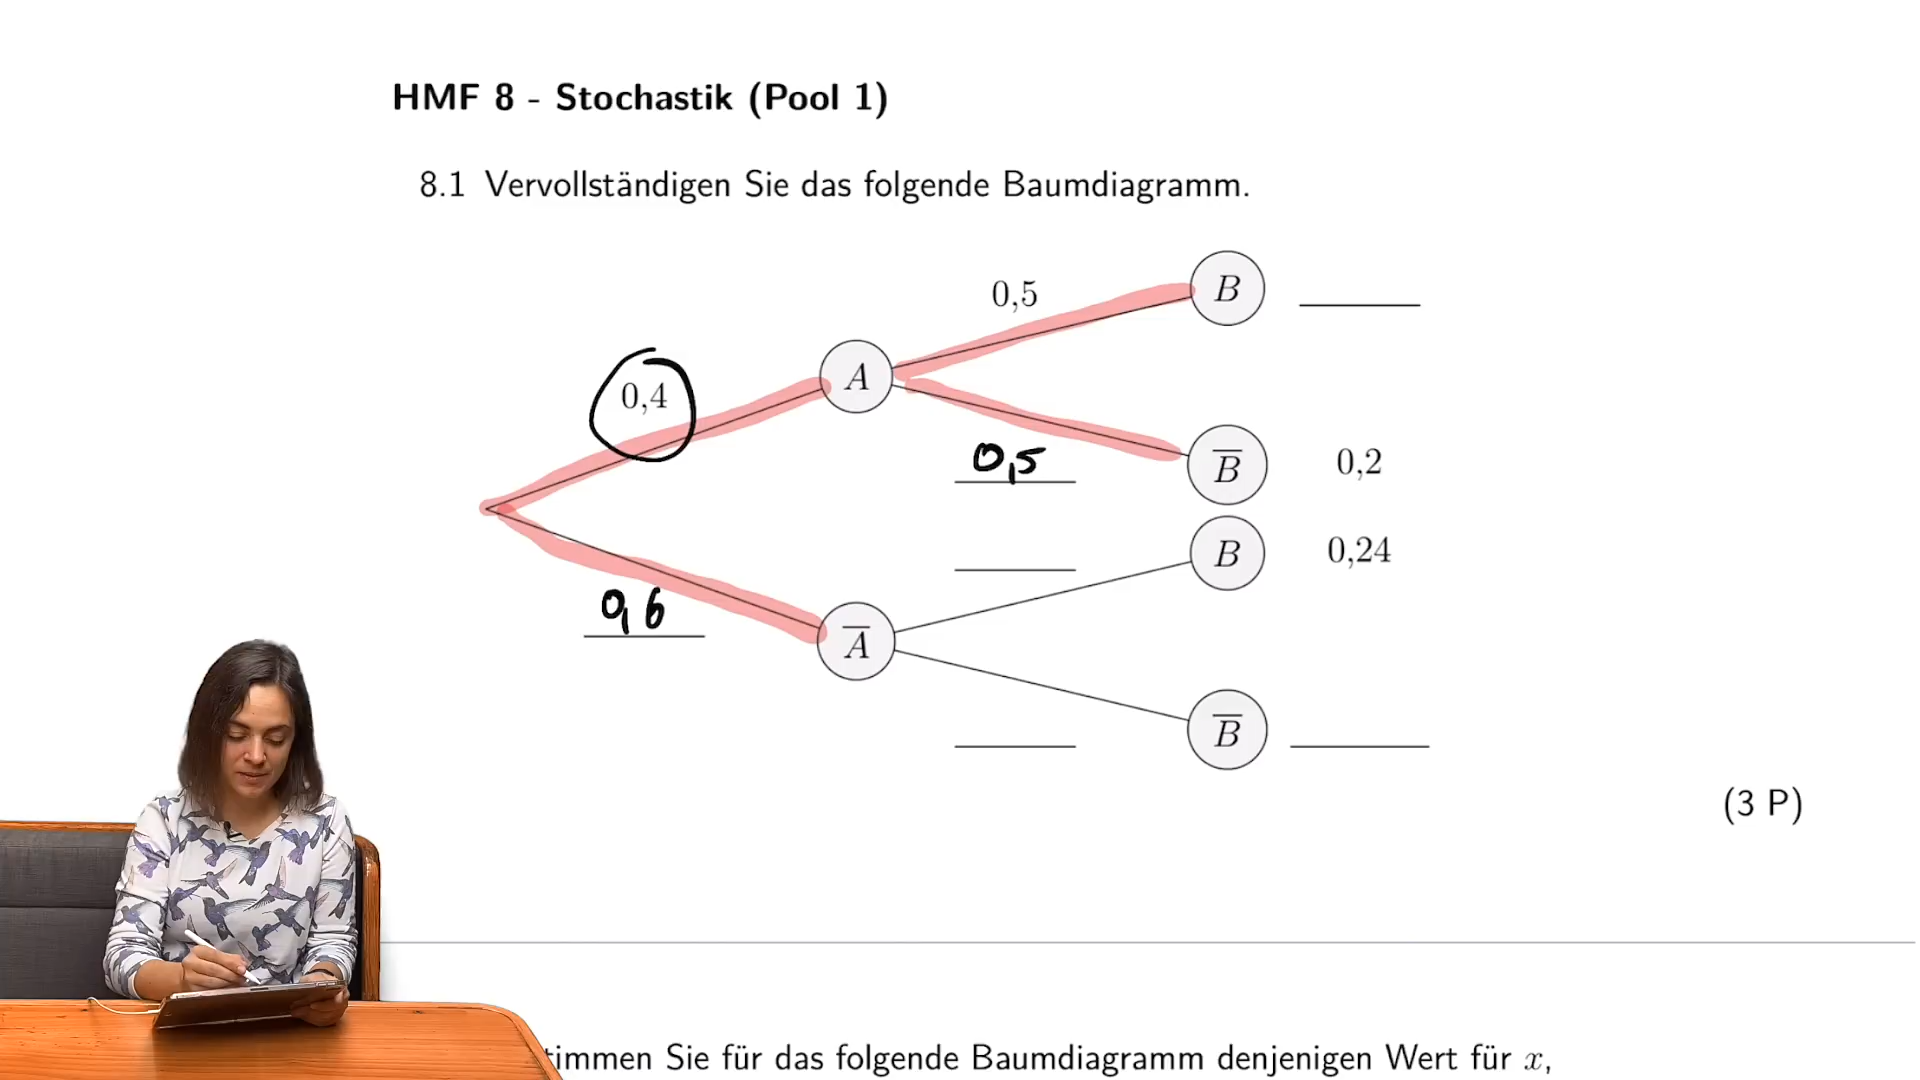 HMF 8 - Stochastik (Pool 1)
8.1 Vervollständigen Sie das folgende Baumdiagramm.
0,5
B
0,4
A
0,5
B̅
0,2
B
0,24
0,6
A̅
B̅
(3 P)
timmen Sie für das folgende Baumdiagramm denjenigen Wert für x,